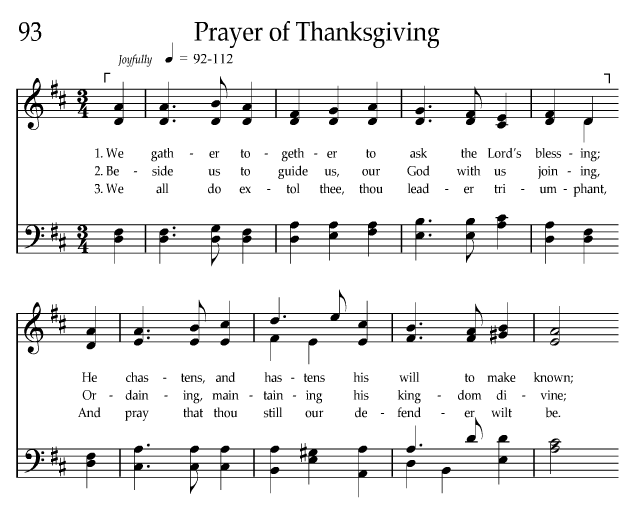 93 Prayer of Thanksgiving
Joyfully ♩ = 92-112
3
4
1. We gath - er to - geth - er to ask the Lord's bless - ing;
2. Be - side us to guide us, our God with us join - ing,
3. We all do ex - tol thee, thou lead - er tri - um - phant,
3
4
He chas - tens, and has - tens his will to make known;
Or - dain - ing, main - tain - ing his king - dom di - vine;
And pray that thou still our de - fend - er wilt be.